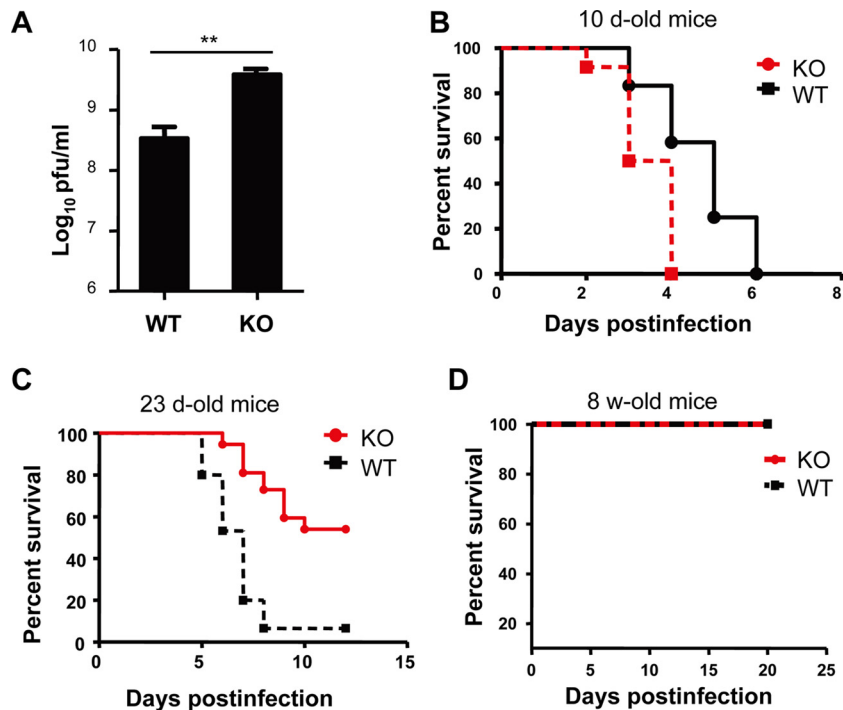 A
**
10
9
8
7
6
Log10 pfu/ml
WT
KO
B
10 d-old mice
100
80
60
40
20
0
Percent survival
KO
WT
0
2
4
6
8
Days postinfection
C
23 d-old mice
100
80
60
40
20
0
Percent survival
KO
WT
0
5
10
15
Days postinfection
D
8 w-old mice
100
80
60
40
20
Percent survival
KO
WT
0
5
10
15
20
25
Days postinfection